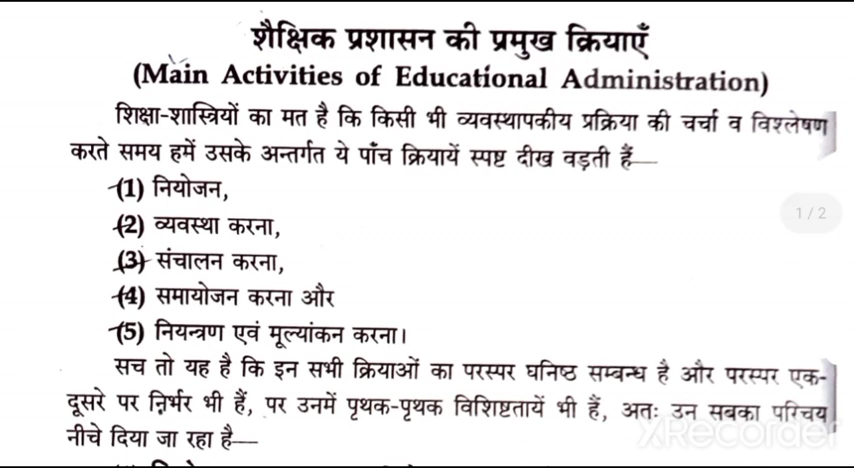 शैक्षिक प्रशासन की प्रमुख क्रियाएँ
(Main Activities of Educational Administration)
शिक्षा-शास्त्रियों का मत है कि किसी भी व्यवस्थापकीय प्रक्रिया की चर्चा व विश्लेषण
करते समय हमें उसके अन्तर्गत ये पाँच क्रियायें स्पष्ट दीख वड़ती हैं—
(1) नियोजन,
(2) व्यवस्था करना,
(3) संचालन करना,
(4) समायोजन करना और
(5) नियन्त्रण एवं मूल्यांकन करना।
सच तो यह है कि इन सभी क्रियाओं का परस्पर घनिष्ठ सम्बन्ध है और परस्पर एक-
दूसरे पर निर्भर भी हैं, पर उनमें पृथक-पृथक विशिष्टतायें भी हैं, अतः उन सबका परिचय
नीचे दिया जा रहा है—
1/2
XRecorder